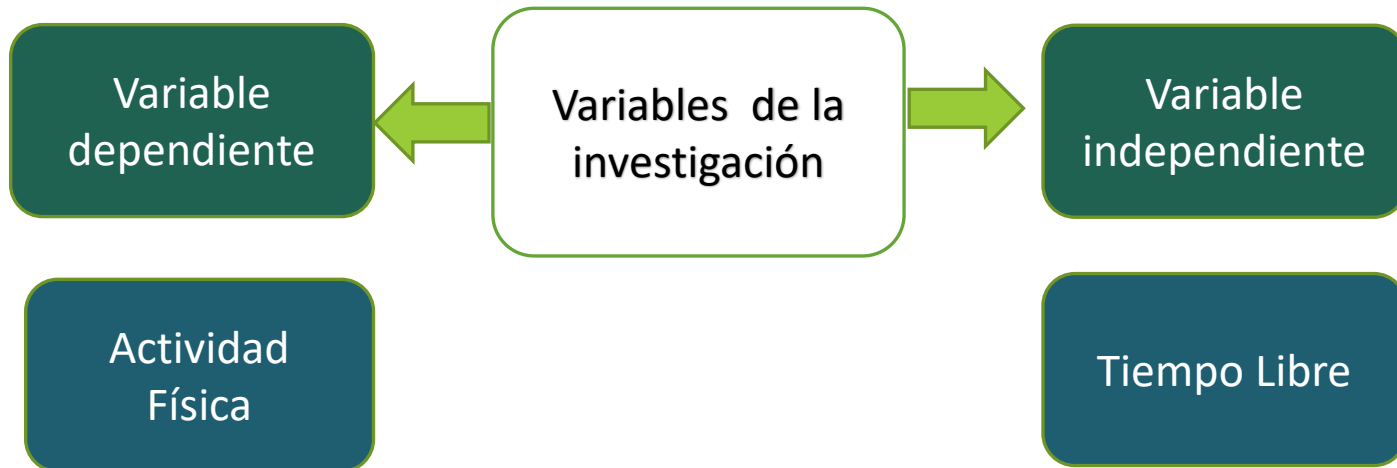 Variable
dependiente
Variables de la
investigación
Variable
independiente
Actividad
Física
Tiempo Libre